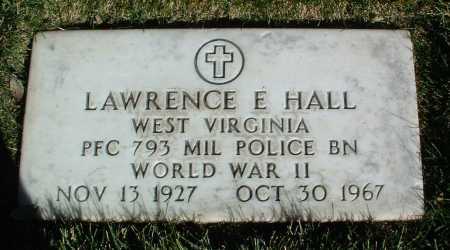 LAWRENCE E HALL
WEST VIRGINIA
PFC 793 MIL POLICE BN
WORLD WAR II
NOV 13 1927 OCT 30 1967